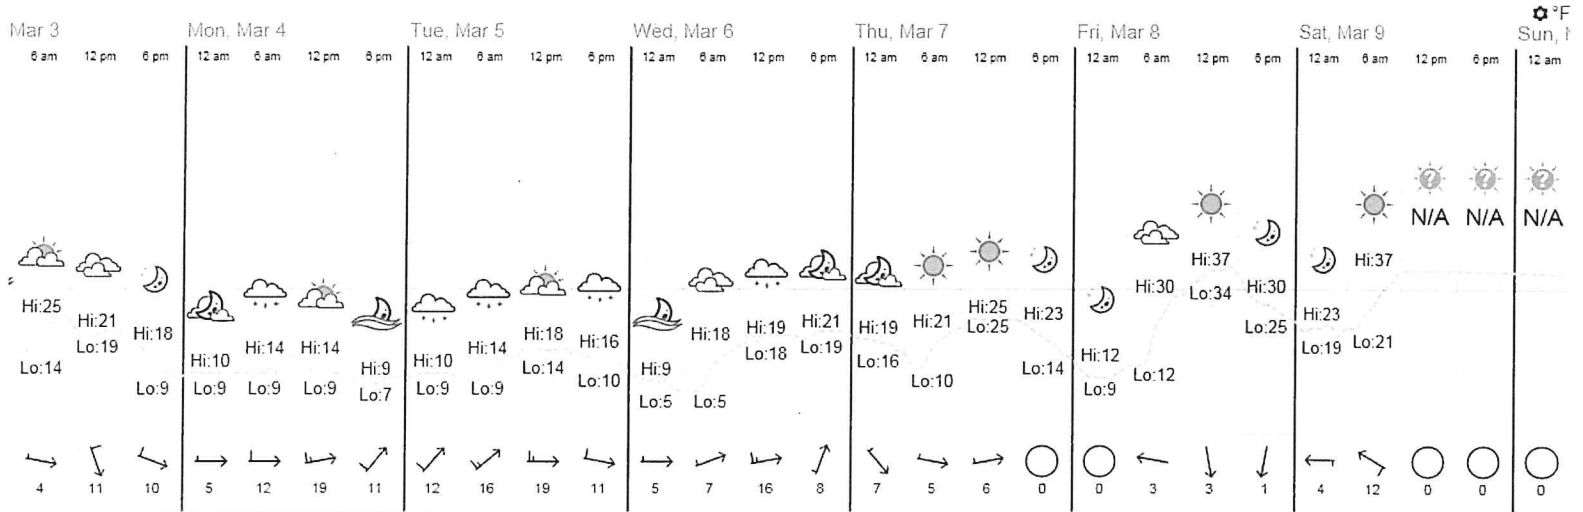 °F
Mar 3
Mon, Mar 4
Tue, Mar 5
Wed, Mar 6
Thu, Mar 7
Fri, Mar 8
Sat, Mar 9
Sun,
6 am 12 pm 6 pm 12 am 6 am 12 pm 6 pm 12 am 6 am 12 pm 6 pm 12 am 6 am 12 pm 6 pm 12 am 6 am 12 pm 6 pm 12 am 6 am 12 pm 6 pm 12 am 6 am 12 pm 6 pm 12 am
Hi:25 Lo:14
Hi:21 Lo:19
Hi:18 Lo:9
Hi:10 Lo:9
Hi:14 Lo:9
Hi:14 Lo:9
Hi:9 Lo:7
Hi:10 Lo:9
Hi:14 Lo:9
Hi:18 Lo:14
Hi:16 Lo:10
Hi:9 Lo:5
Hi:18 Lo:5
Hi:19 Lo:18
Hi:21 Lo:19
Hi:19 Lo:16
Hi:21 Lo:10
Hi:25 Lo:25
Hi:23 Lo:14
Hi:12 Lo:9
Hi:30 Lo:12
Hi:37 Lo:34
Hi:30 Lo:25
Hi:23 Lo:19
Hi:37 Lo:21
? ? ?
N/A N/A N/A
4 11 10 5 12 19 11 12 16 19 11 5 7 16 8 7 5 6 0 0 3 3 1 4 12 0 0 0